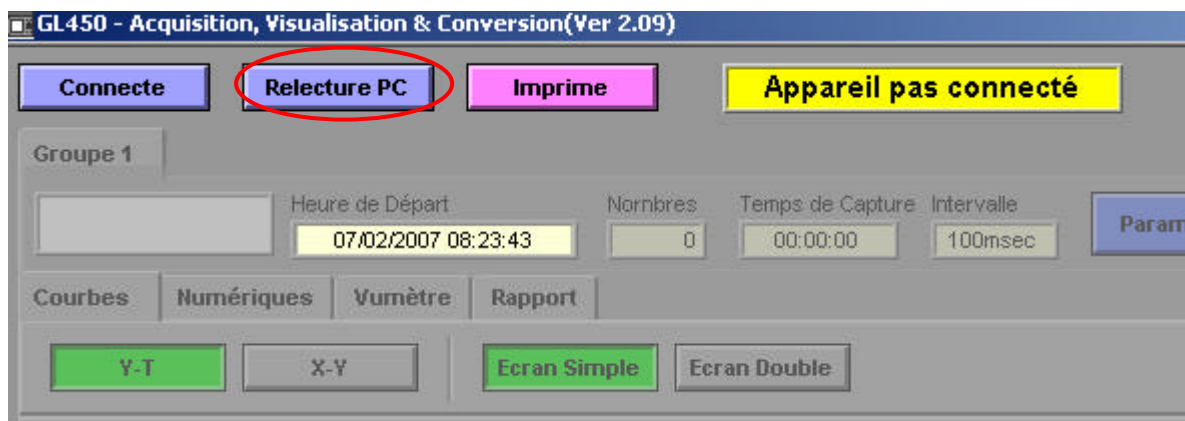 GL450 - Acquisition, Visualisation & Conversion(Ver 2.09)
Connecte Relecture PC Imprime Appareil pas connecté
Groupe 1
Heure de Départ Nornbres Temps de Capture Intervalle
07/02/2007 08:23:43 0 00:00:00 100msec Param
Courbes Numériques Vumètre Rapport
Y-T X-Y Ecran Simple Ecran Double